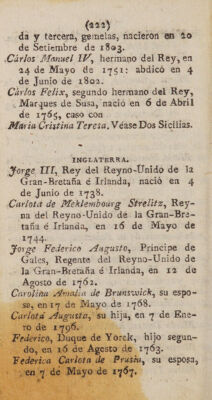 (222)
da y tercera, gemelas, nacieron en 20
de Setiembre de 1803.
Cárlos Manuel IV, hermano del Rey, en
24 de Mayo de 1751: abdicó en 4
de Junio de 1802.
Cárlos Felix, segundo hermano del Rey,
Marques de Susa, nació en 6 de Abril
de 1765, caso con
Maria Cristina Teresa. Véase Dos Sicilias.
INGLATERRA.
Jorge III, Rey del Reyno-Unido de la
Gran-Bretaña é Irlanda, nació en 4
de Junio de 1738.
Carlota de Meklembourg Strelitz, Rey-
na del Reyno-Unido de la Gran-Bre-
taña é Irlanda, en 16 de Mayo de
1744.
Jorge Federico Augusto, Principe de
Gales, Regente del Reyno-Unido de
la Gran-Bretaña é Irlanda, en 12 de
Agosto de 1762.
Carolina Amalia de Brunswick, su espo-
sa, en 17 de Mayo de 1768.
Carlota Augusta, su hija, en 7 de Ene-
ro de 1796.
Federico, Duque de Yorck, hijo segun-
do, en 16 de Agosto de 1763.
Federica Carlota de Prusia, su esposa,
en 7 de Mayo de 1767.